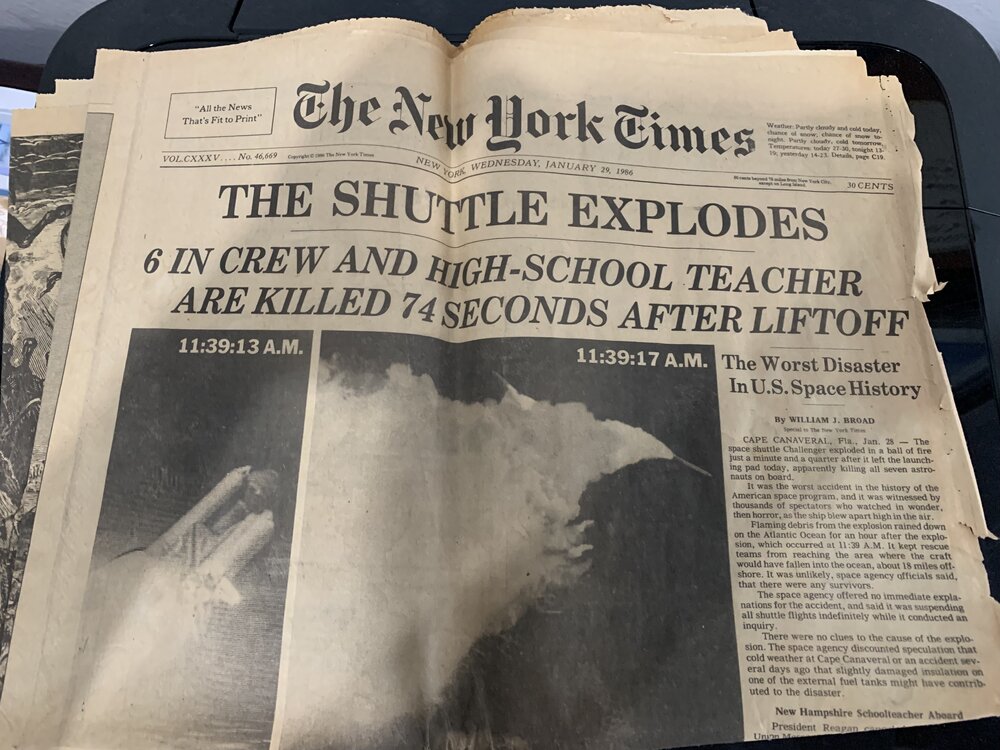 "All the News
That's Fit to Print"
The New York Times
Weather: Partly cloudy and cold today,
chance of snow; chance of snow to-
night. Partly cloudy, cold tomorrow.
Temperatures: today 27-30, tonight 13-
19; yesterday 14-23. Details, page C19.
VOL.CXXXV....No. 46,669
Copyright © 1986 The New York Times
NEW YORK, WEDNESDAY, JANUARY 29, 1986
50 cents beyond 75 miles from New York City,
except on Long Island.
30 CENTS
THE SHUTTLE EXPLODES
6 IN CREW AND HIGH-SCHOOL TEACHER
ARE KILLED 74 SECONDS AFTER LIFTOFF
11:39:13 A.M.
11:39:17 A.M.
The Worst Disaster
In U.S. Space History
By WILLIAM J. BROAD
Special to The New York Times
CAPE CANAVERAL, Fla., Jan. 28 — The
space shuttle Challenger exploded in a ball of fire
just a minute and a quarter after it left the launch-
ing pad today, apparently killing all seven astro-
nauts on board.
It was the worst accident in the history of the
American space program, and it was witnessed by
thousands of spectators who watched in wonder,
then horror, as the ship blew apart high in the air.
Flaming debris from the explosion rained down
on the Atlantic Ocean for an hour after the explo-
sion, which occurred at 11:39 A.M. It kept rescue
teams from reaching the area where the craft
would have fallen into the ocean, about 18 miles off-
shore. It was unlikely, space agency officials said,
that there were any survivors.
The space agency offered no immediate expla-
nations for the accident, and said it was suspending
all shuttle flights indefinitely while it conducted an
inquiry.
There were no clues to the cause of the explo-
sion. The space agency discounted speculation that
cold weather at Cape Canaveral or an accident sev-
eral days ago that slightly damaged insulation on
one of the external fuel tanks might have contrib-
uted to the disaster.
New Hampshire Schoolteacher Aboard
President Reagan
Union